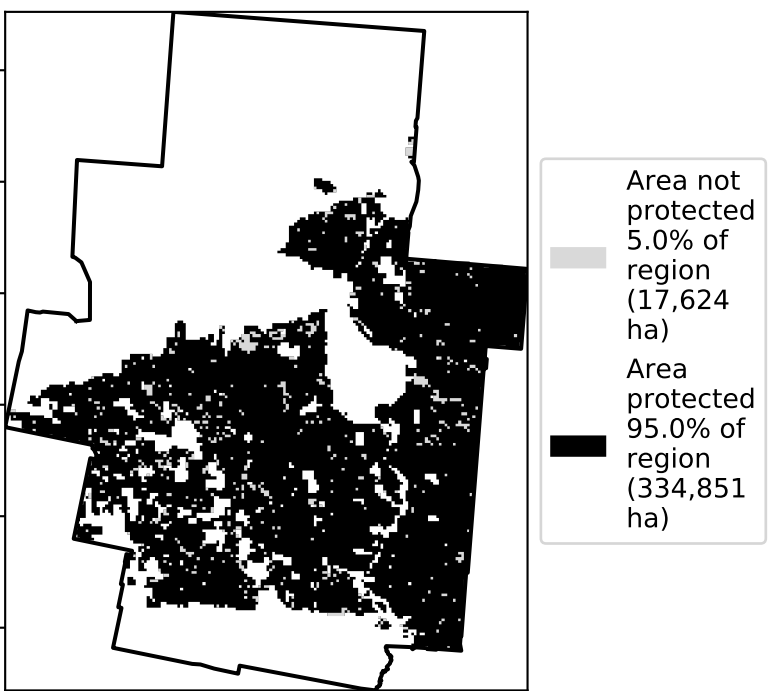 Area not
protected
5.0% of
region
(17,624
ha)
Area
protected
95.0% of
region
(334,851
ha)